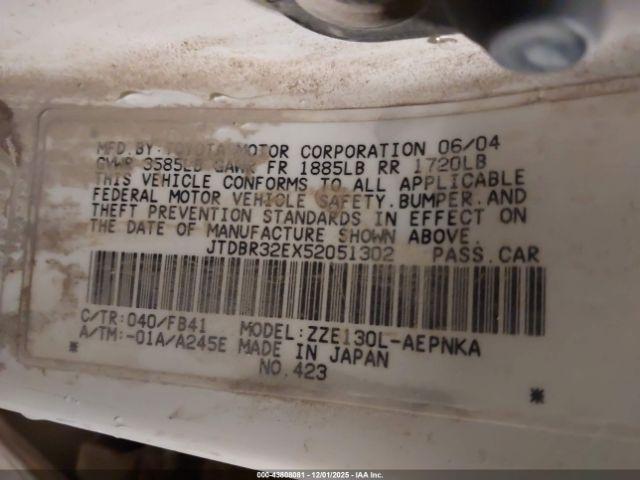 MFD.BY:TOYOTA MOTOR CORPORATION 06/04
GVWR 3585LB GAWR FR 1885LB RR 1720LB
THIS VEHICLE CONFORMS TO ALL APPLICABLE
FEDERAL MOTOR VEHICLE SAFETY.BUMPER.AND
THEFT PREVENTION STANDARDS IN EFFECT ON
THE DATE OF MANUFACTURE SHOWN ABOVE.
JTDBR32EX52051302 PASS.CAR
C/TR:040/FB41 MODEL:ZZE130L-AEPNKA
A/TM:-01A/A245E MADE IN JAPAN
NO.423
000-43808081 - 12/01/2025 - IAA Inc.